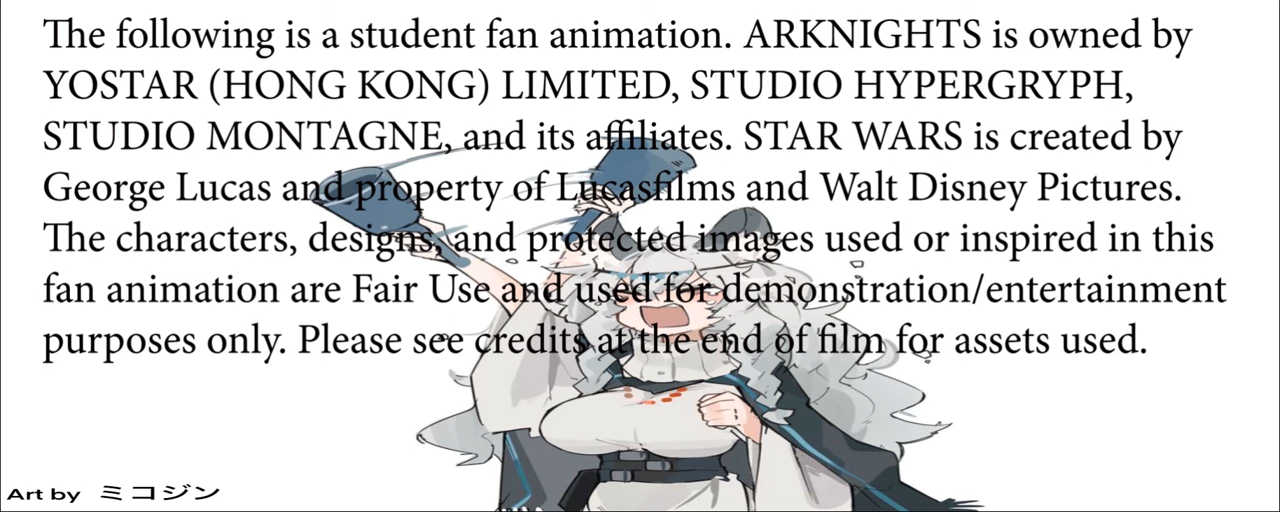 The following is a student fan animation. ARKNIGHTS is owned by
YOSTAR (HONG KONG) LIMITED, STUDIO HYPERGRYPH,
STUDIO MONTAGNE, and its affiliates. STAR WARS is created by
George Lucas and property of Lucasfilms and Walt Disney Pictures.
The characters, designs, and protected images used or inspired in this
fan animation are Fair Use and used for demonstration/entertainment
purposes only. Please see credits at the end of film for assets used.
Art by ミコジン